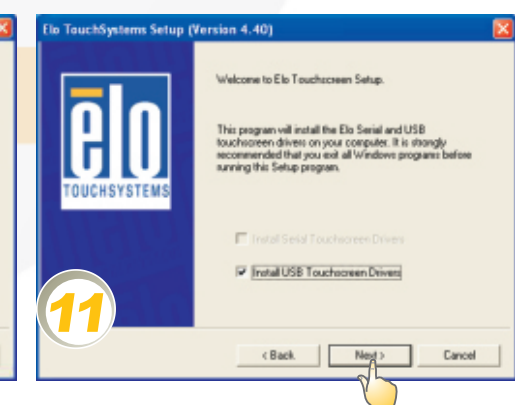 Elo TouchSystems Setup (Version 4.40)
elo
TOUCHSYSTEMS
Welcome to Elo Touchscreen Setup.
This program will install the Elo Serial and USB
touchscreen drivers on your computer. It is strongly
recommended that you exit all Windows programs before
running this Setup program.
Install Serial Touchscreen Drivers
Install USB Touchscreen Drivers
11
< Back
Next >
Cancel